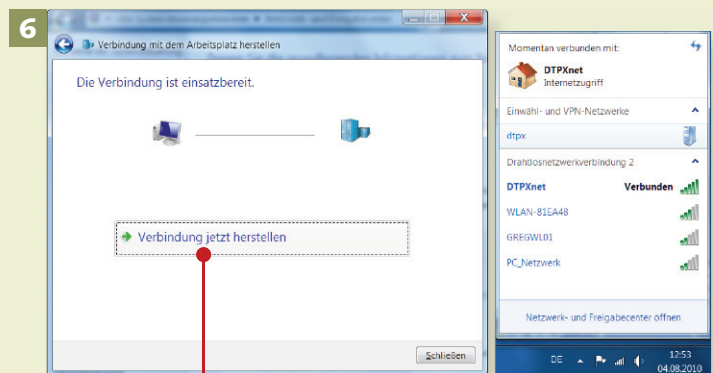 6
Verbindung mit dem Arbeitsplatz herstellen
Die Verbindung ist einsatzbereit.
Verbindung jetzt herstellen
Schließen
Momentan verbunden mit:
DTPXnet
Internetzugriff
Einwähl- und VPN-Netzwerke
dtpx
Drahtlosnetzwerkverbindung 2
DTPXnet Verbunden
WLAN-81EA48
GREGWL01
PC_Netzwerk
Netzwerk- und Freigabecenter öffnen
DE 12:53
04.08.2010